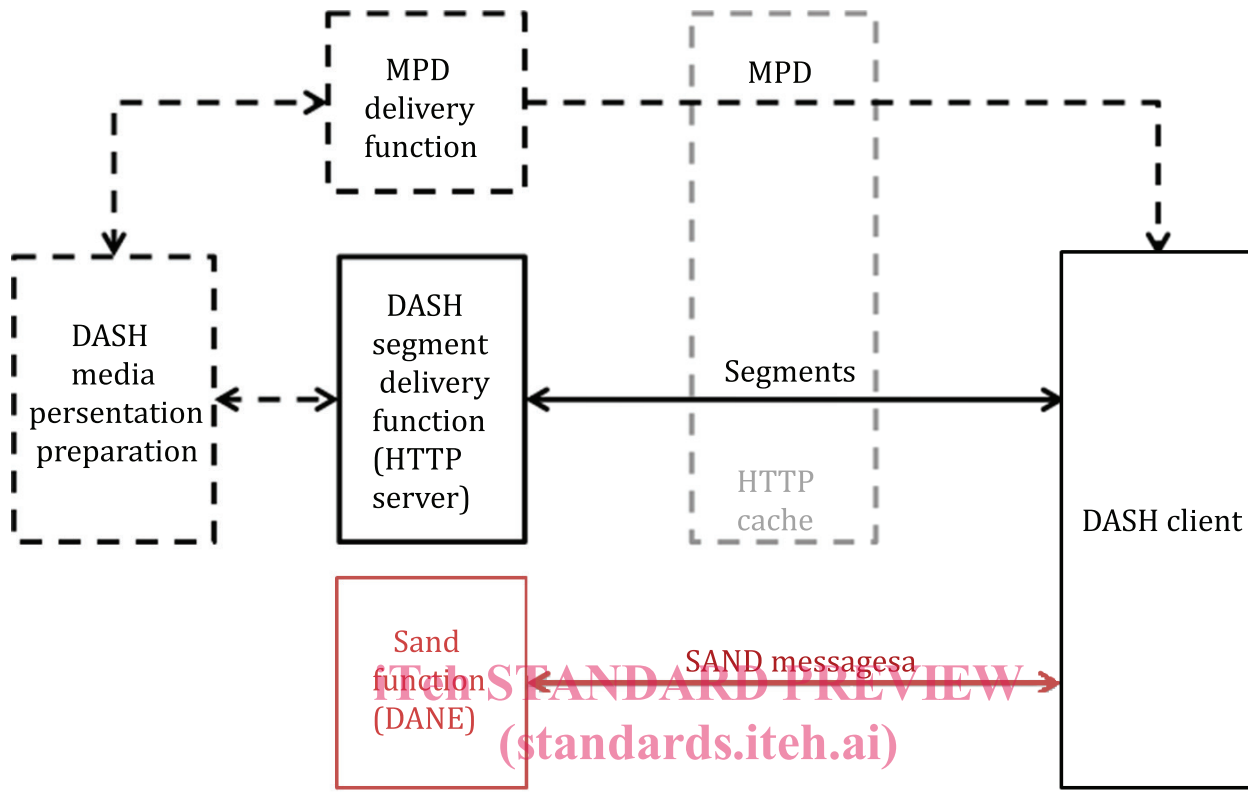 MPD
delivery
function
MPD
DASH
media
persentation
preparation
DASH
segment
delivery
function
(HTTP
server)
Segments
HTTP
cache
DASH client
Sand
function
(DANE)
SAND messagesa
iTeh STANDARD PREVIEW
(standards.iteh.ai)